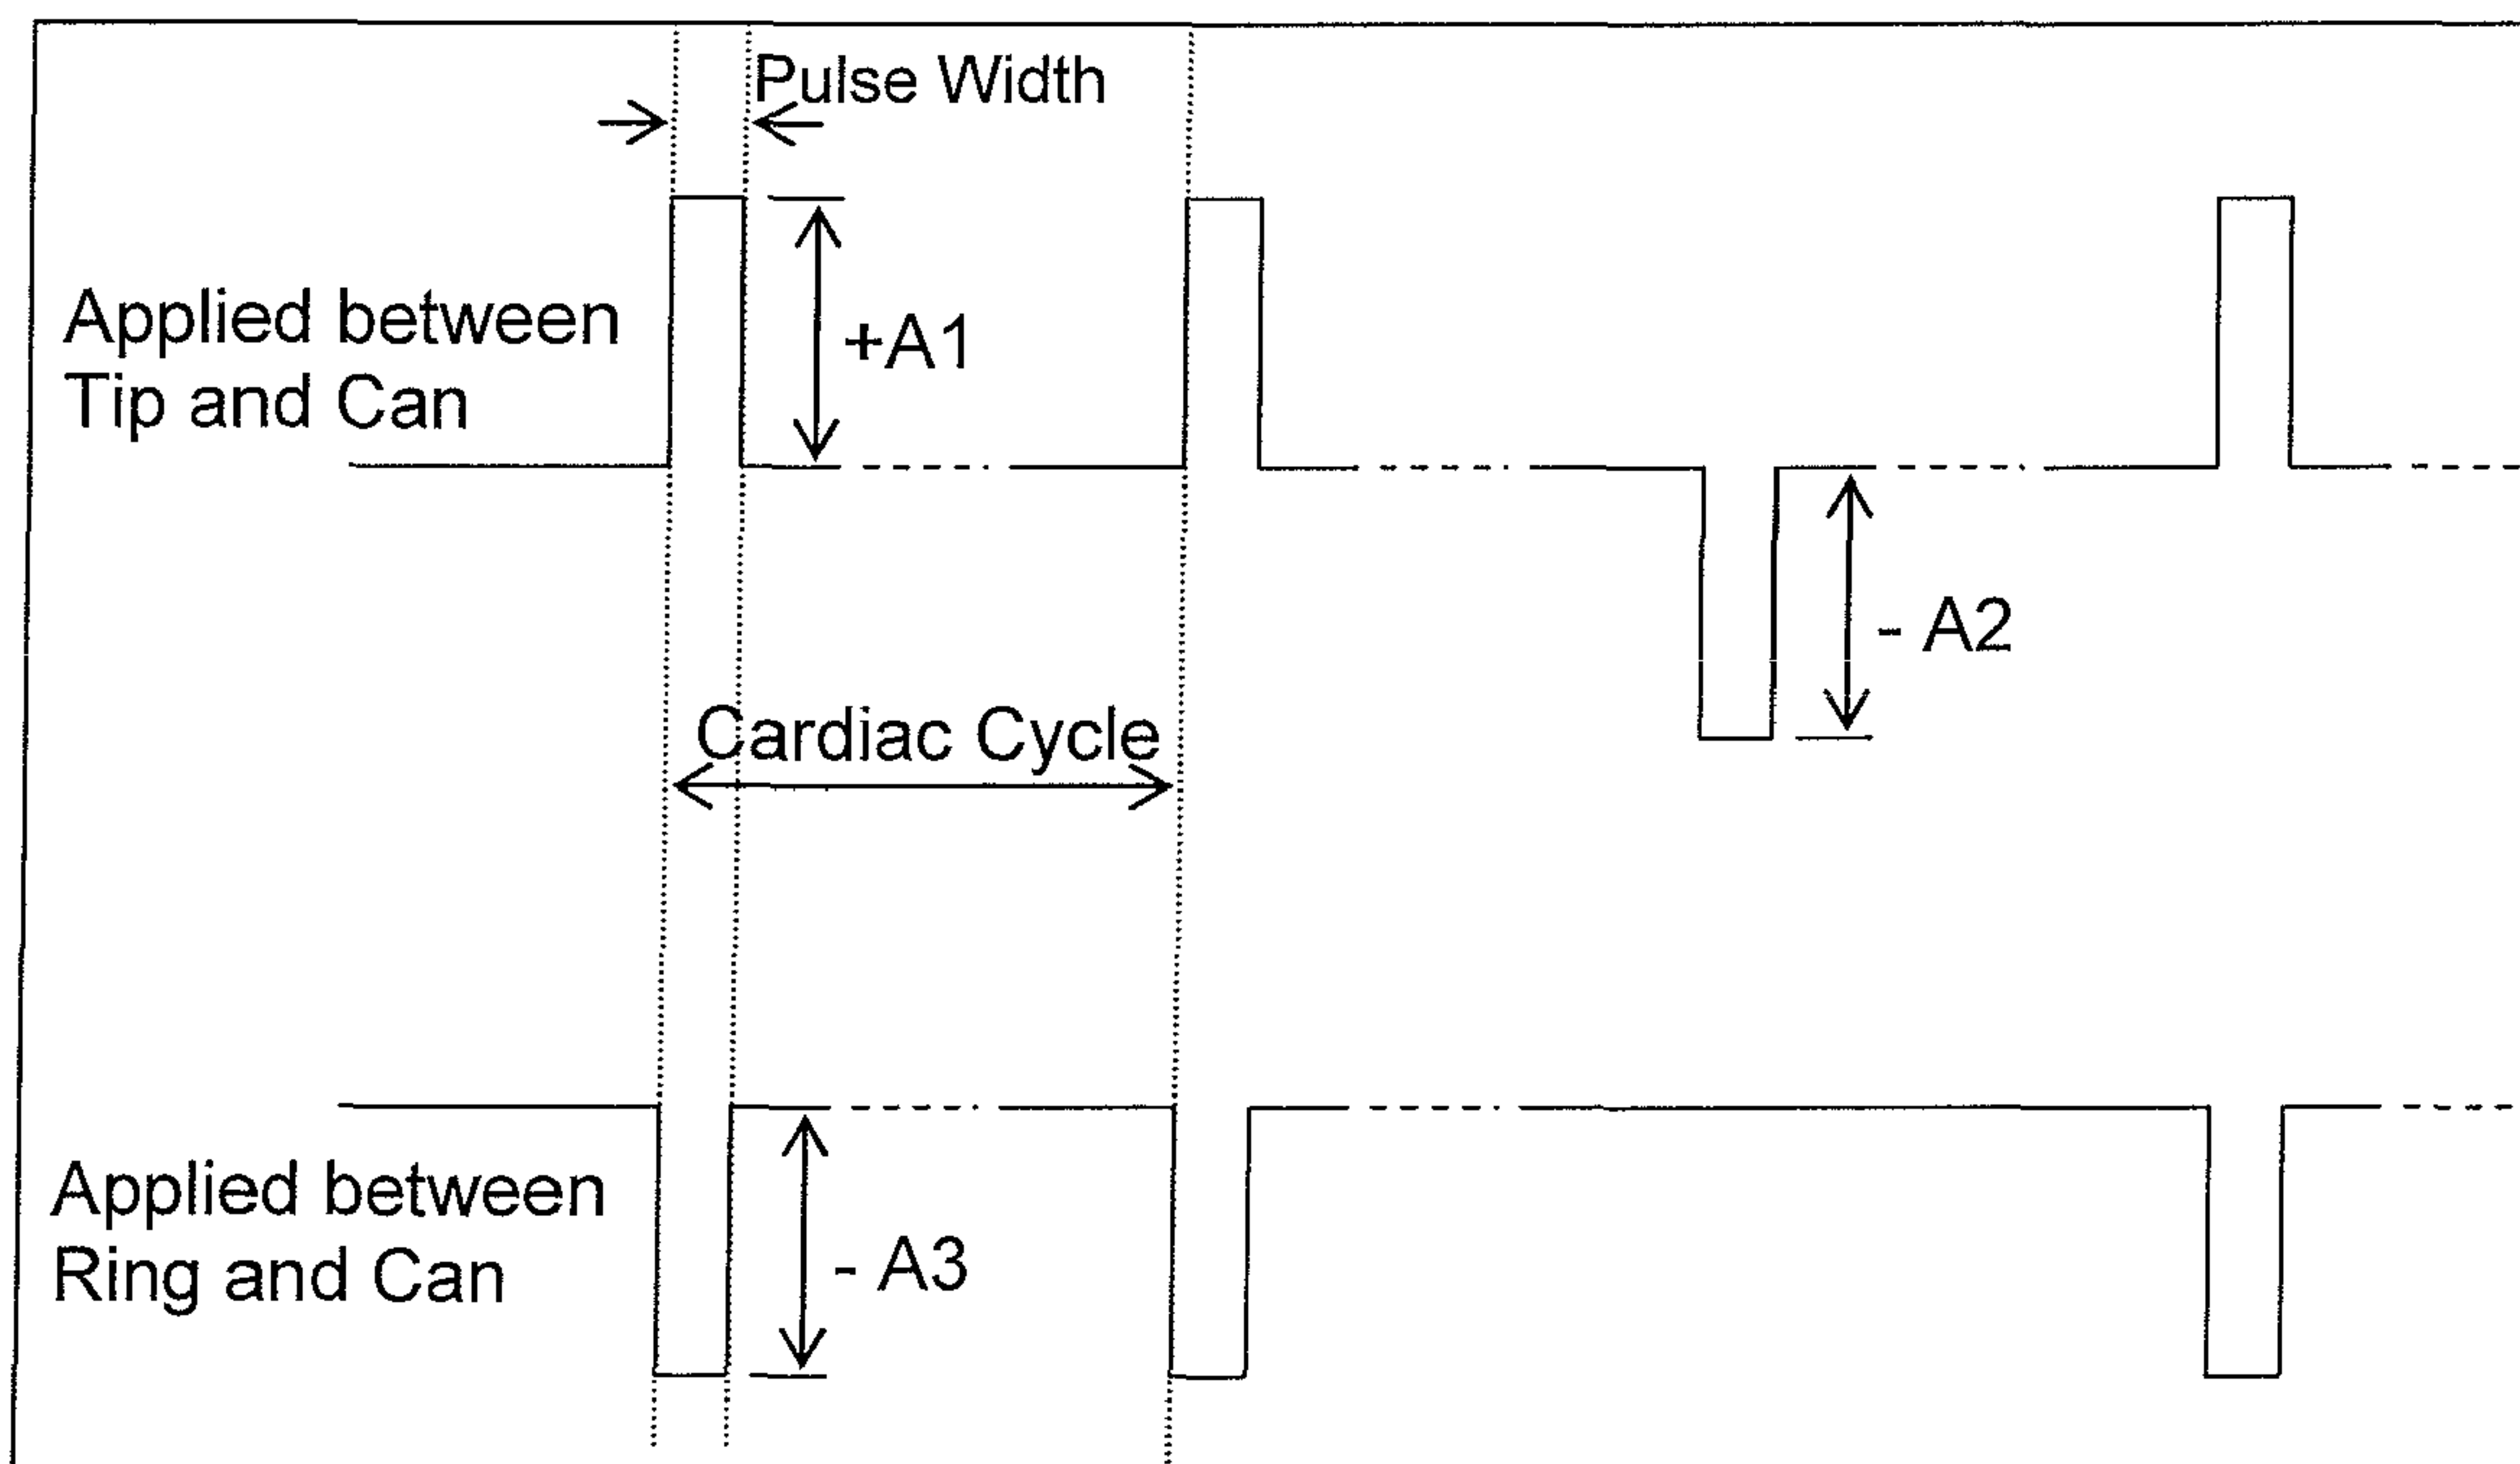 Pulse Width
Applied between
Tip and Can
+A1
- A2
Cardiac Cycle
Applied between
Ring and Can
- A3